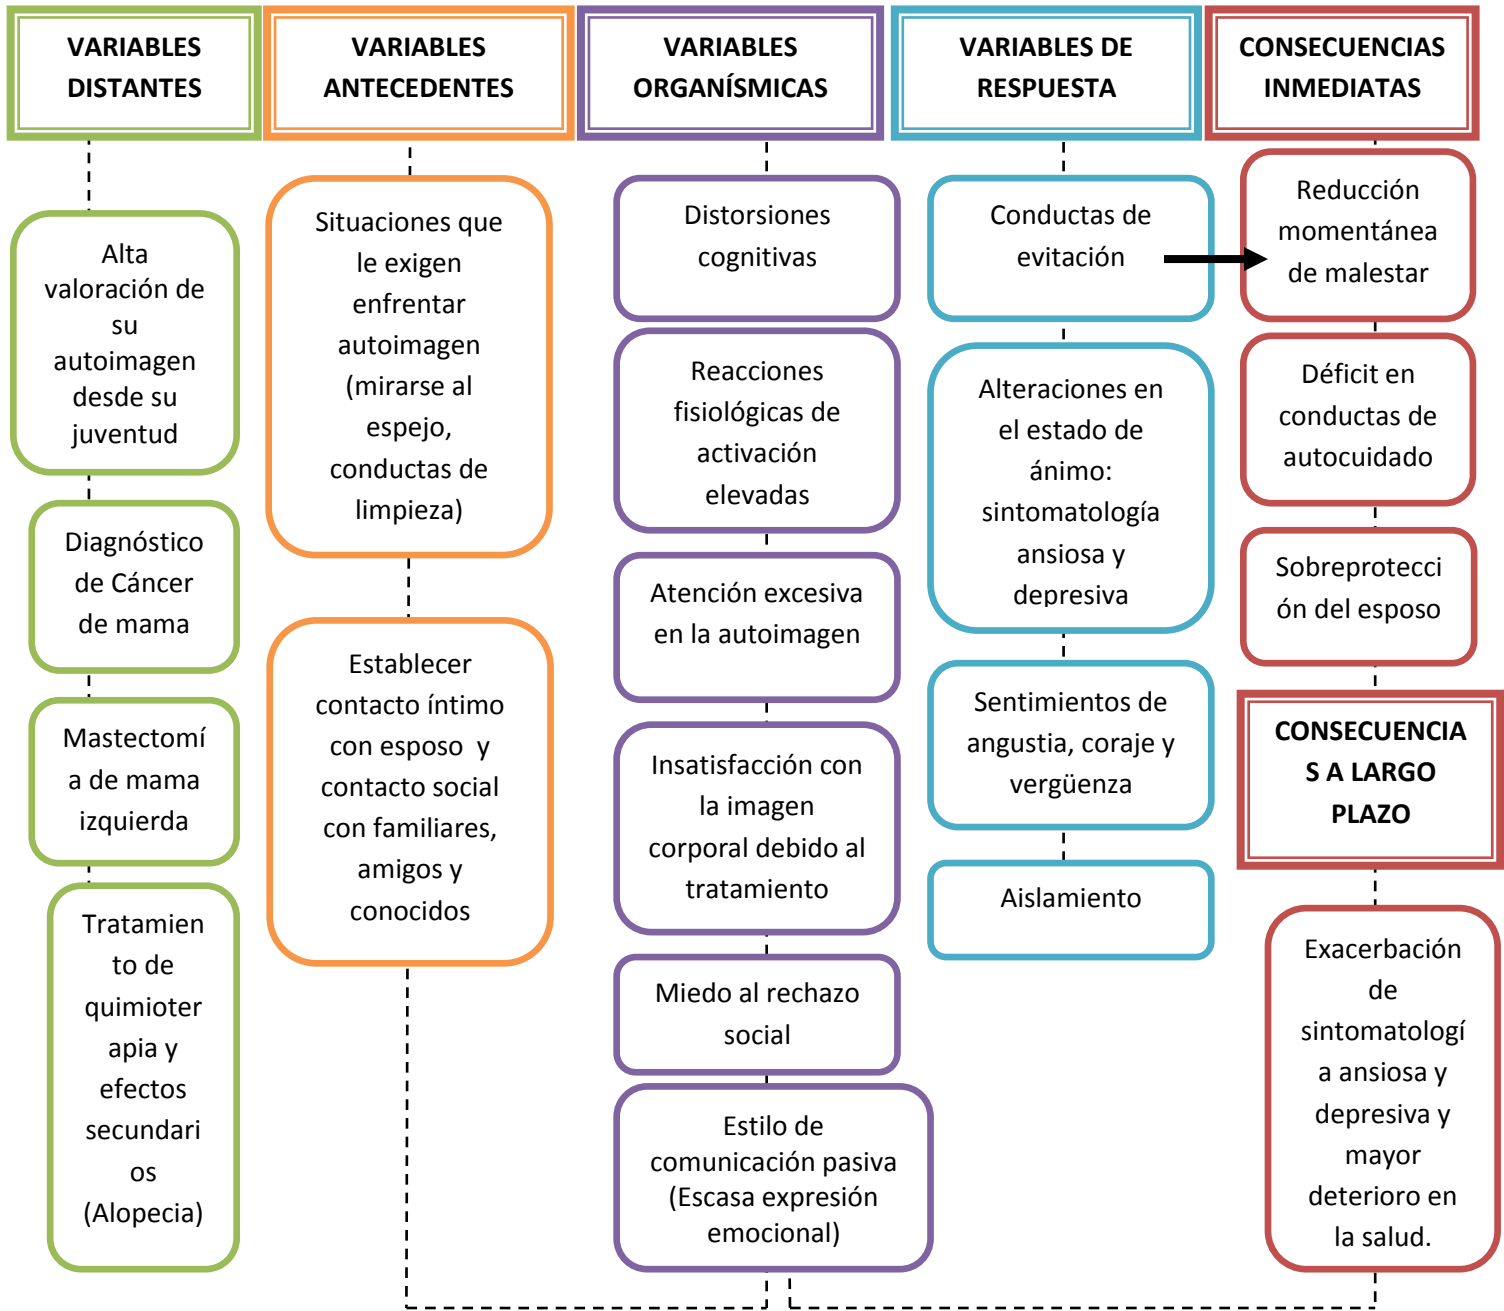 VARIABLES
DISTANTES
Alta
valoración de
su
autoimagen
desde su
juventud
Diagnóstico
de Cáncer
de mama
Mastectomí
a de mama
izquierda
Tratamien
to de
quimioter
apia y
efectos
secundari
os
(Alopecia)
VARIABLES
ANTECEDENTES
Situaciones que
le exigen
enfrentar
autoimagen
(mirarse al
espejo,
conductas de
limpieza)
Establecer
contacto íntimo
con esposo y
contacto social
con familiares,
amigos y
conocidos
VARIABLES
ORGANÍSMICAS
Distorsiones
cognitivas
Reacciones
fisiológicas de
activación
elevadas
Atención excesiva
en la autoimagen
Insatisfacción con
la imagen
corporal debido al
tratamiento
Miedo al rechazo
social
Estilo de
comunicación pasiva
(Escasa expresión
emocional)
VARIABLES DE
RESPUESTA
Conductas de
evitación
Alteraciones en
el estado de
ánimo:
sintomatología
ansiosa y
depresiva
Sentimientos de
angustia, coraje y
vergüenza
Aislamiento
CONSECUENCIAS
INMEDIATAS
Reducción
momentánea
de malestar
Déficit en
conductas de
autocuidado
Sobreprotecci
ón del esposo
CONSECUENCIA
S A LARGO
PLAZO
Exacerbación
de
sintomatologí
a ansiosa y
depresiva y
mayor
deterioro en
la salud.